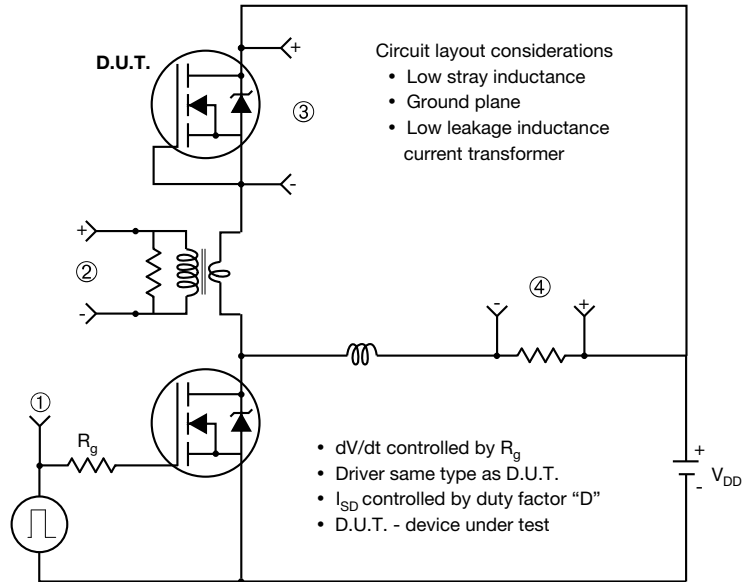 D.U.T.
+
Circuit layout considerations
• Low stray inductance
• Ground plane
• Low leakage inductance
current transformer
③
-
+
②
-
④
- +
①
R_g
• dV/dt controlled by R_g
• Driver same type as D.U.T.
• I_SD controlled by duty factor “D”
• D.U.T. - device under test
+
V_DD
-